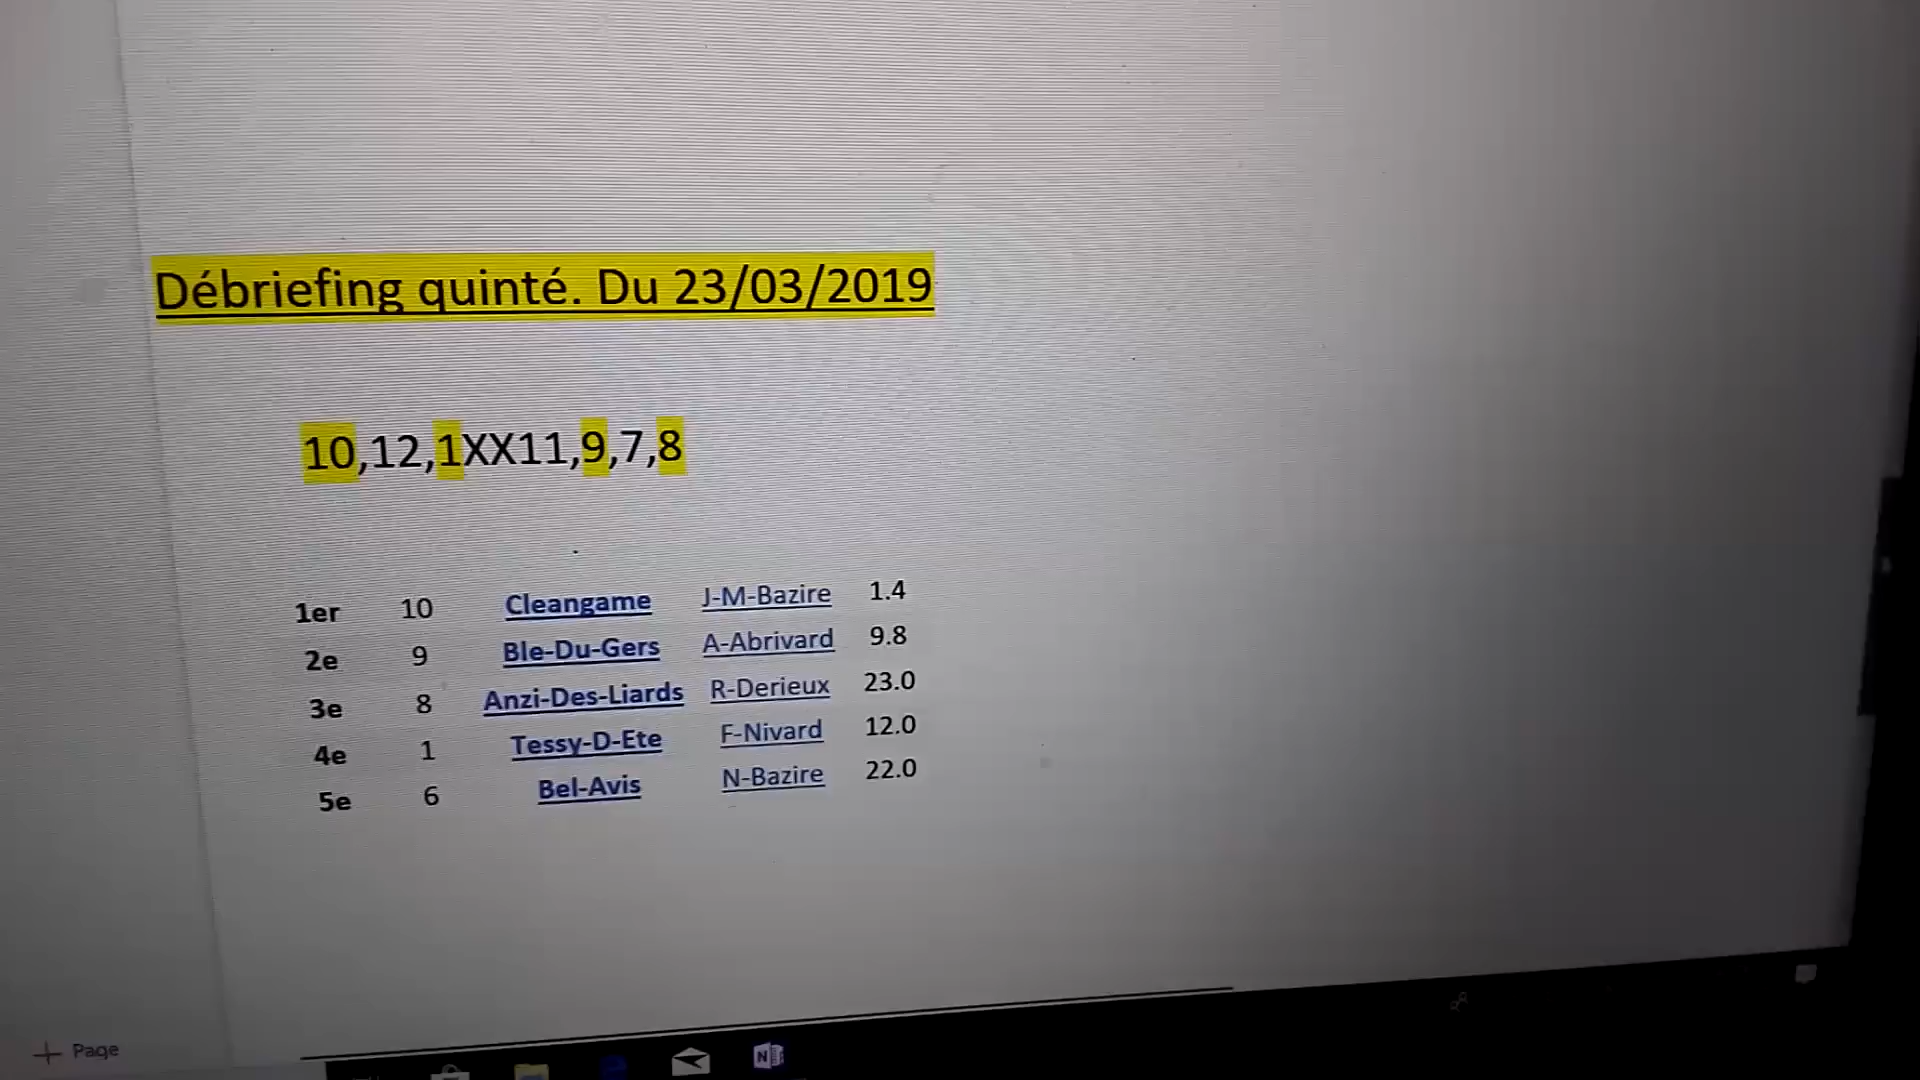 Débriefing quinté. Du 23/03/2019
10,12,1XX11,9,7,8
1er 10 Cleangame J-M-Bazire 1.4
2e 9 Ble-Du-Gers A-Abrivard 9.8
3e 8 Anzi-Des-Liards R-Derieux 23.0
4e 1 Tessy-D-Ete F-Nivard 12.0
5e 6 Bel-Avis N-Bazire 22.0
Page
N